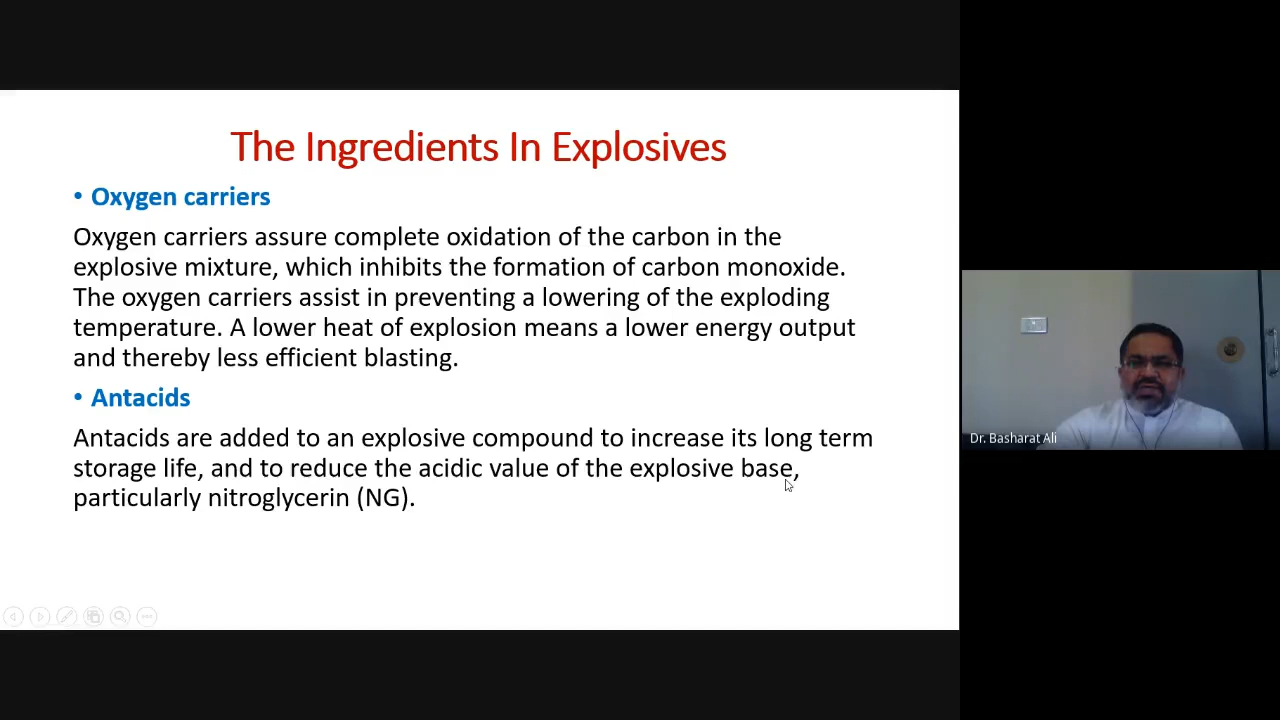 The Ingredients In Explosives
• Oxygen carriers
Oxygen carriers assure complete oxidation of the carbon in the
explosive mixture, which inhibits the formation of carbon monoxide.
The oxygen carriers assist in preventing a lowering of the exploding
temperature. A lower heat of explosion means a lower energy output
and thereby less efficient blasting.
• Antacids
Antacids are added to an explosive compound to increase its long term
storage life, and to reduce the acidic value of the explosive base,
particularly nitroglycerin (NG).
Dr. Basharat Ali